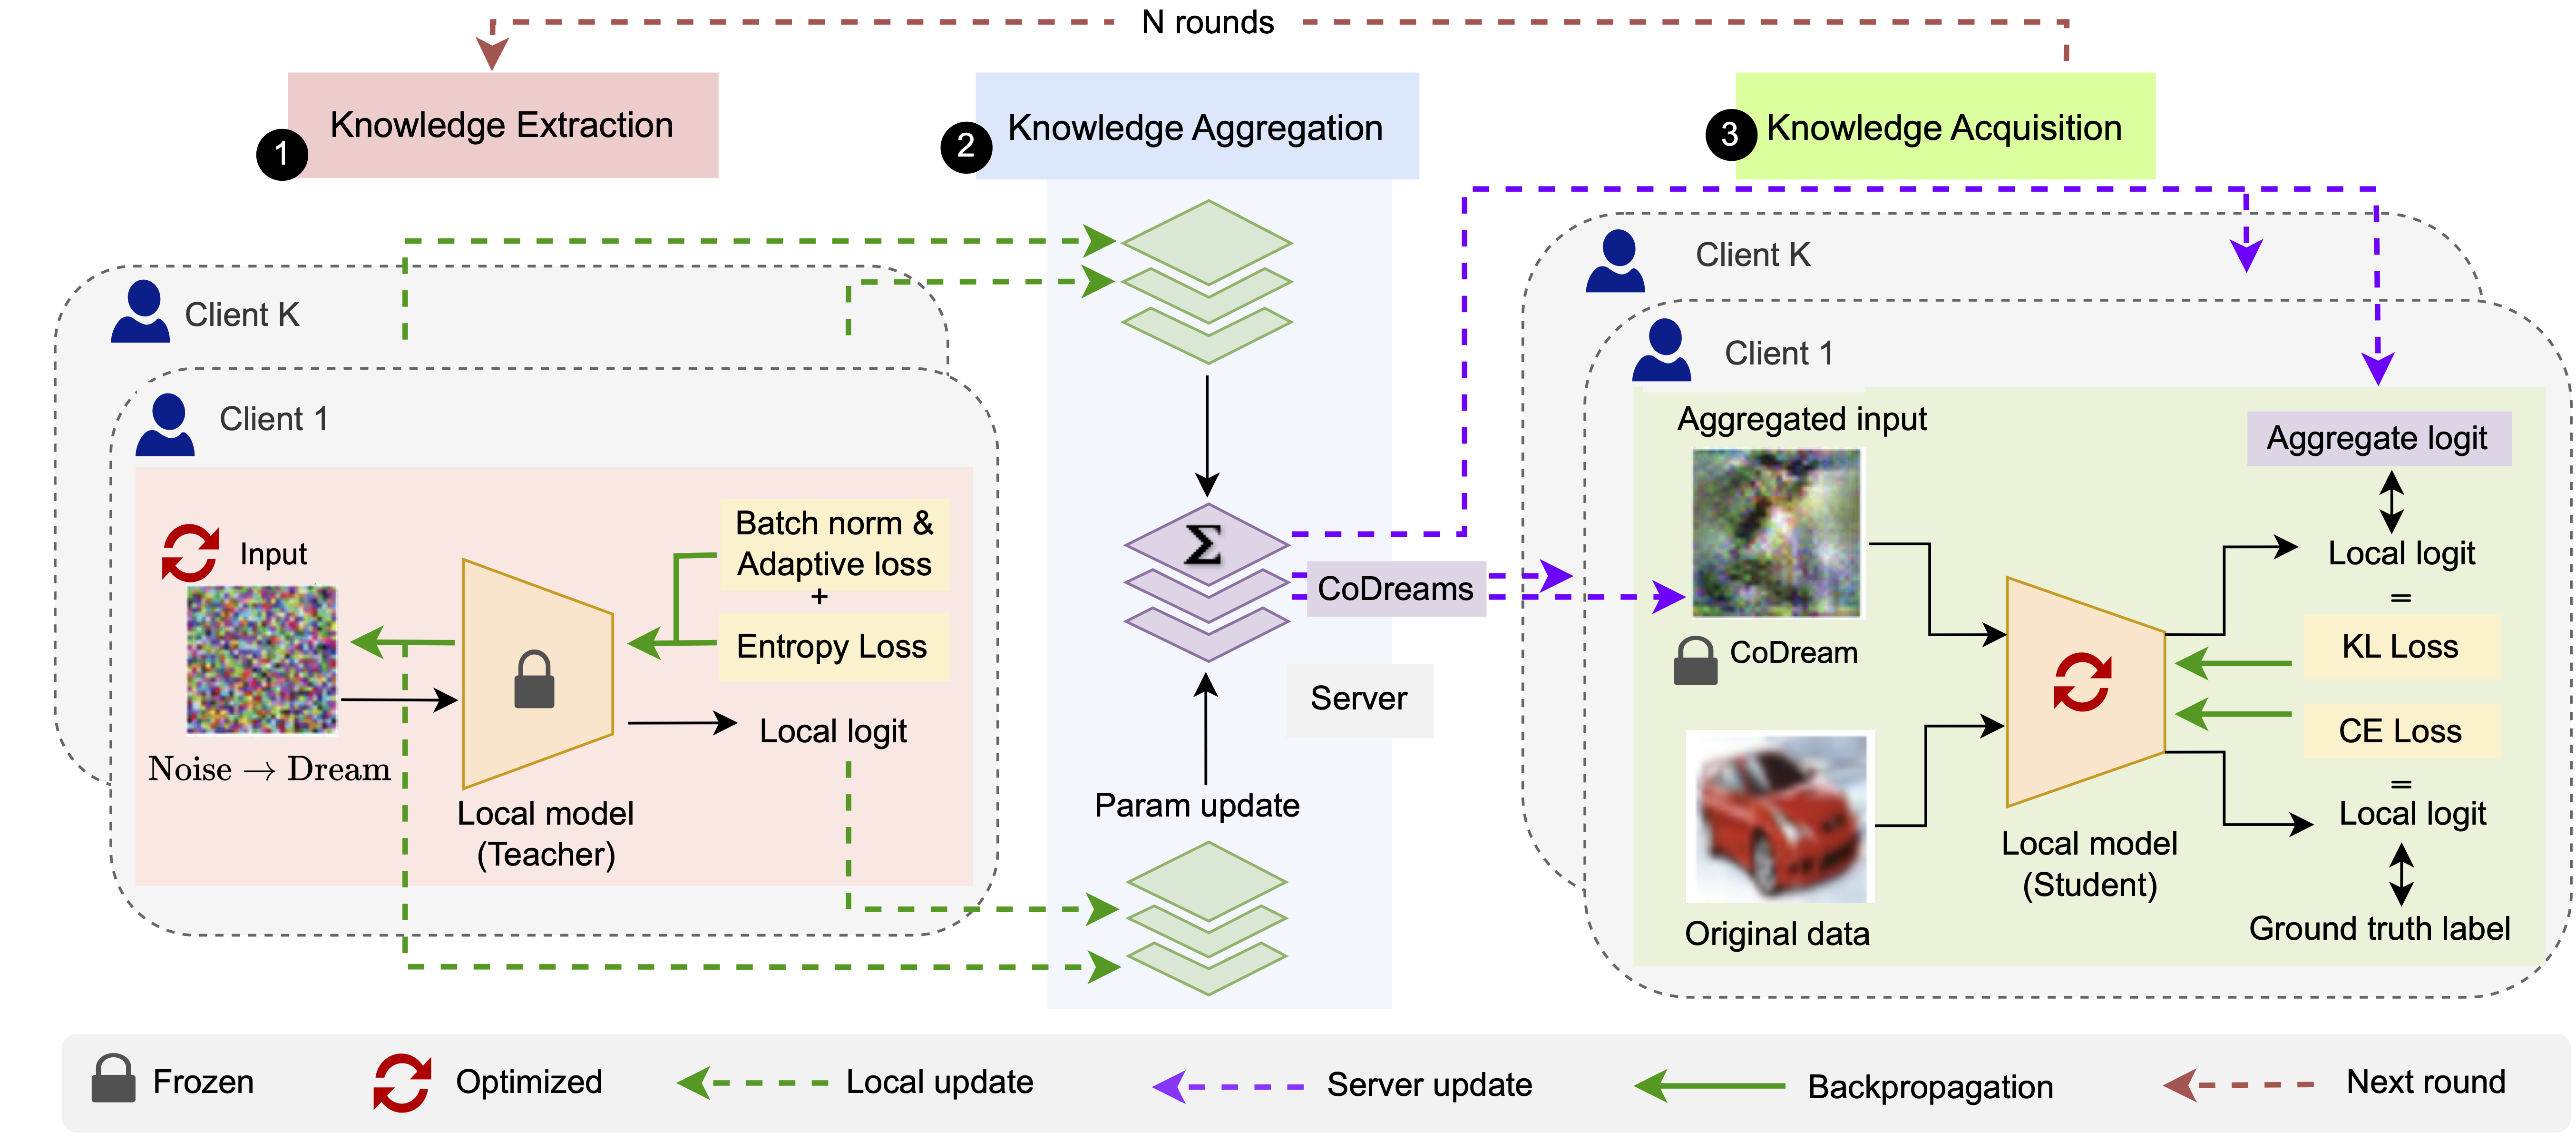 N rounds
1
Knowledge Extraction
2
Knowledge Aggregation
3
Knowledge Acquisition
Client K
Client 1
Input
Noise → Dream
Batch norm &
Adaptive loss
+
Entropy Loss
Local logit
Local model
(Teacher)
Σ
CoDreams
Server
Param update
Client K
Client 1
Aggregated input
CoDream
Original data
Local model
(Student)
Aggregate logit
Local logit
=
KL Loss
CE Loss
=
Local logit
Ground truth label
Frozen
Optimized
Local update
Server update
Backpropagation
Next round